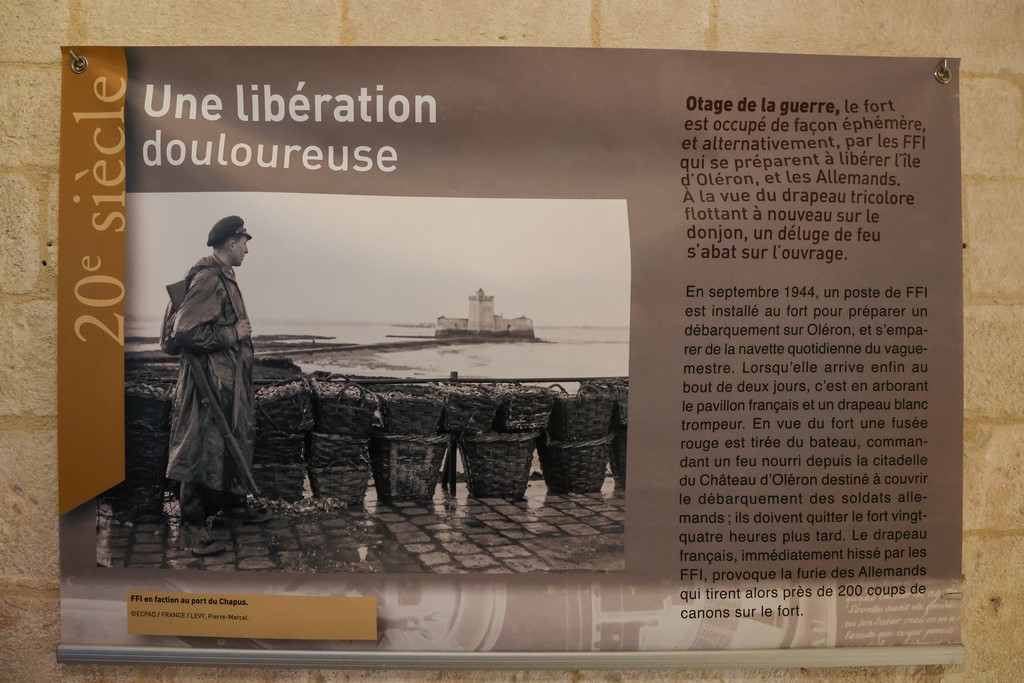 20e siècle
Une libération
douloureuse
Otage de la guerre, le fort
est occupé de façon éphémère,
et alternativement, par les FFI
qui se préparent à libérer l'île
d'Oléron, et les Allemands.
À la vue du drapeau tricolore
flottant à nouveau sur le
donjon, un déluge de feu
s'abat sur l'ouvrage.
En septembre 1944, un poste de FFI
est installé au fort pour préparer un
débarquement sur Oléron, et s'empa-
rer de la navette quotidienne du vague-
mestre. Lorsqu'elle arrive enfin au
bout de deux jours, c'est en arborant
le pavillon français et un drapeau blanc
trompeur. En vue du fort une fusée
rouge est tirée du bateau, comman-
dant un feu nourri depuis la citadelle
du Château d'Oléron destiné à couvrir
le débarquement des soldats alle-
mands ; ils doivent quitter le fort vingt-
quatre heures plus tard. Le drapeau
français, immédiatement hissé par les
FFI, provoque la furie des Allemands
qui tirent alors près de 200 coups de
canons sur le fort.
FFI en faction au port du Chapus.
©ECPAD / FRANCE / LEVY, Pierre-Marcel.